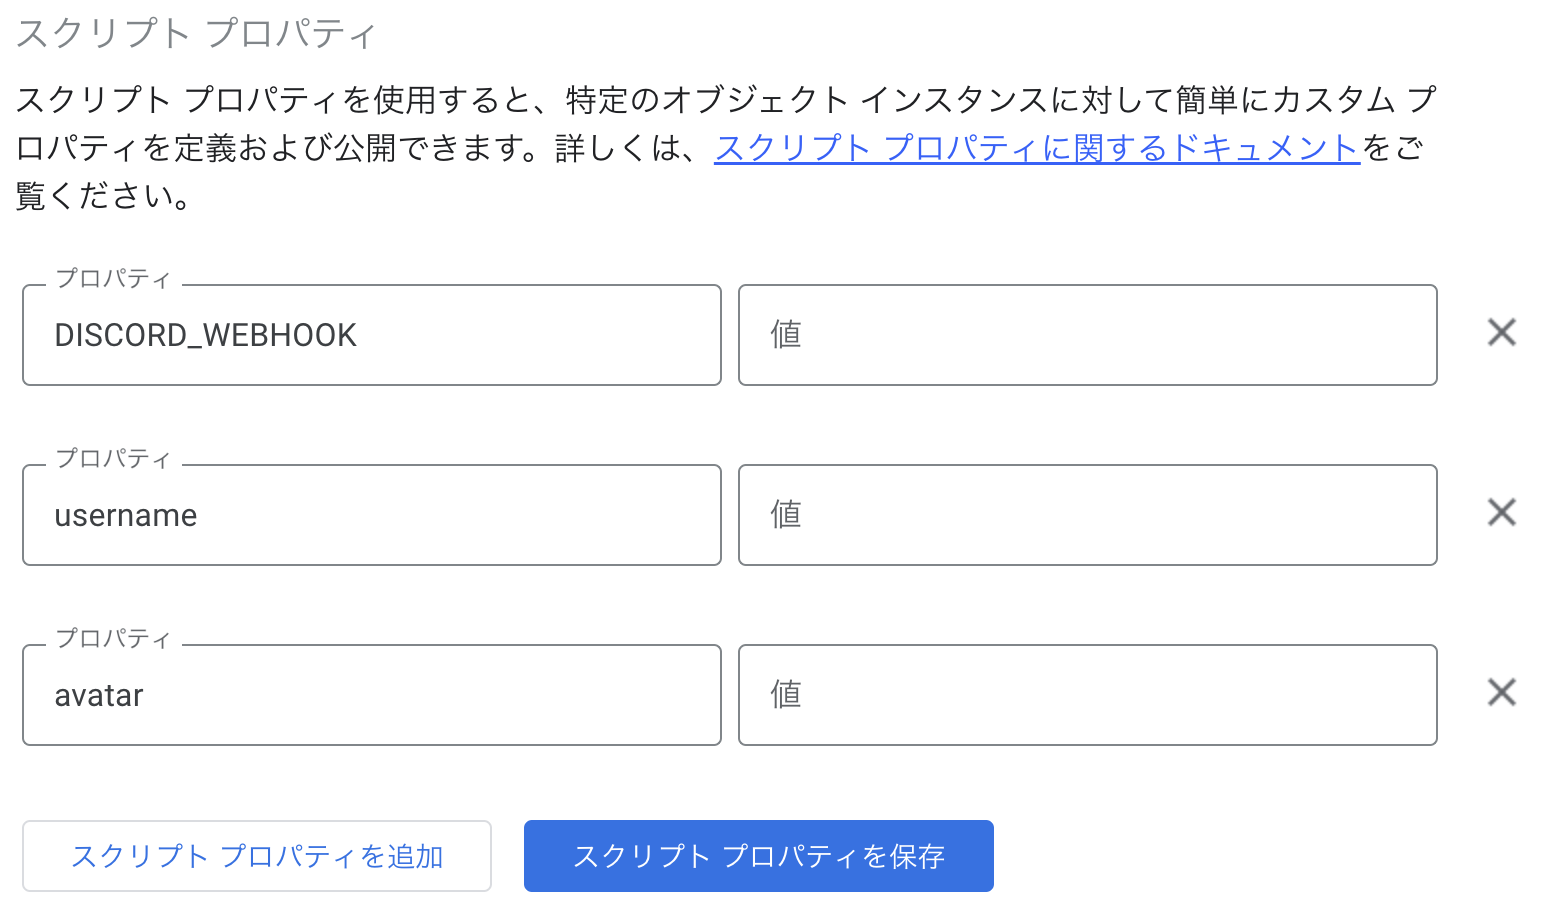 スクリプト プロパティ
スクリプト プロパティを使用すると、特定のオブジェクト インスタンスに対して簡単にカスタム プ
ロパティを定義および公開できます。詳しくは、スクリプト プロパティに関するドキュメントをご
覧ください。
プロパティ
DISCORD_WEBHOOK
値
プロパティ
username
値
プロパティ
avatar
値
スクリプト プロパティを追加
スクリプト プロパティを保存